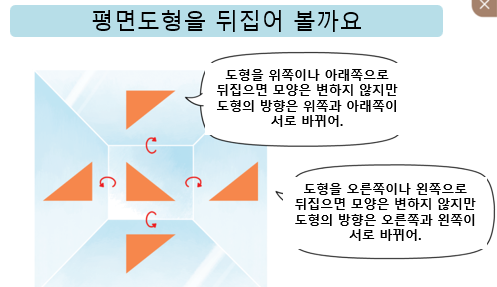 평면도형을 뒤집어 볼까요
도형을 위쪽이나 아래쪽으로
뒤집으면 모양은 변하지 않지만
도형의 방향은 위쪽과 아래쪽이
서로 바뀌어.
도형을 오른쪽이나 왼쪽으로
뒤집으면 모양은 변하지 않지만
도형의 방향은 오른쪽과 왼쪽이
서로 바뀌어.